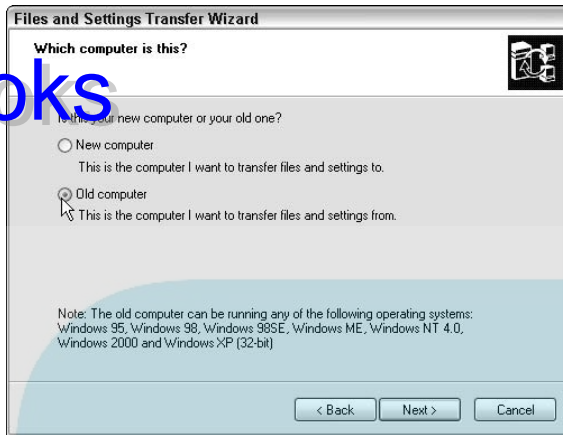 Files and Settings Transfer Wizard
Which computer is this?
oks
Is this your new computer or your old one?
New computer
This is the computer I want to transfer files and settings to.
Old computer
This is the computer I want to transfer files and settings from.
Note: The old computer can be running any of the following operating systems:
Windows 95, Windows 98, Windows 98SE, Windows ME, Windows NT 4.0,
Windows 2000 and Windows XP (32-bit)
< Back Next > Cancel